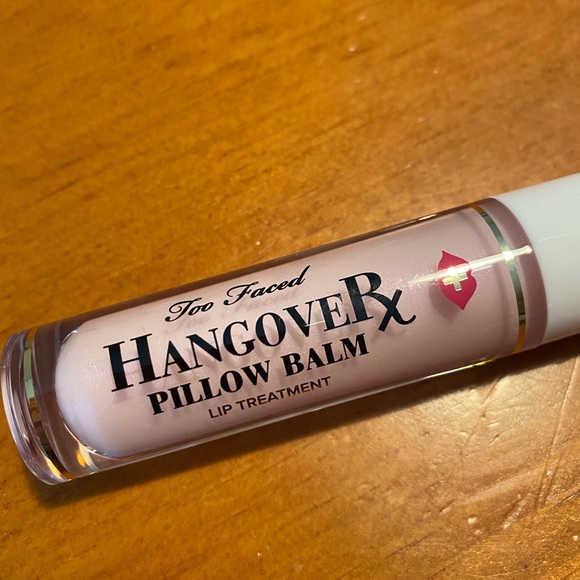 Too Faced
HANGOVERx
PILLOW BALM
LIP TREATMENT